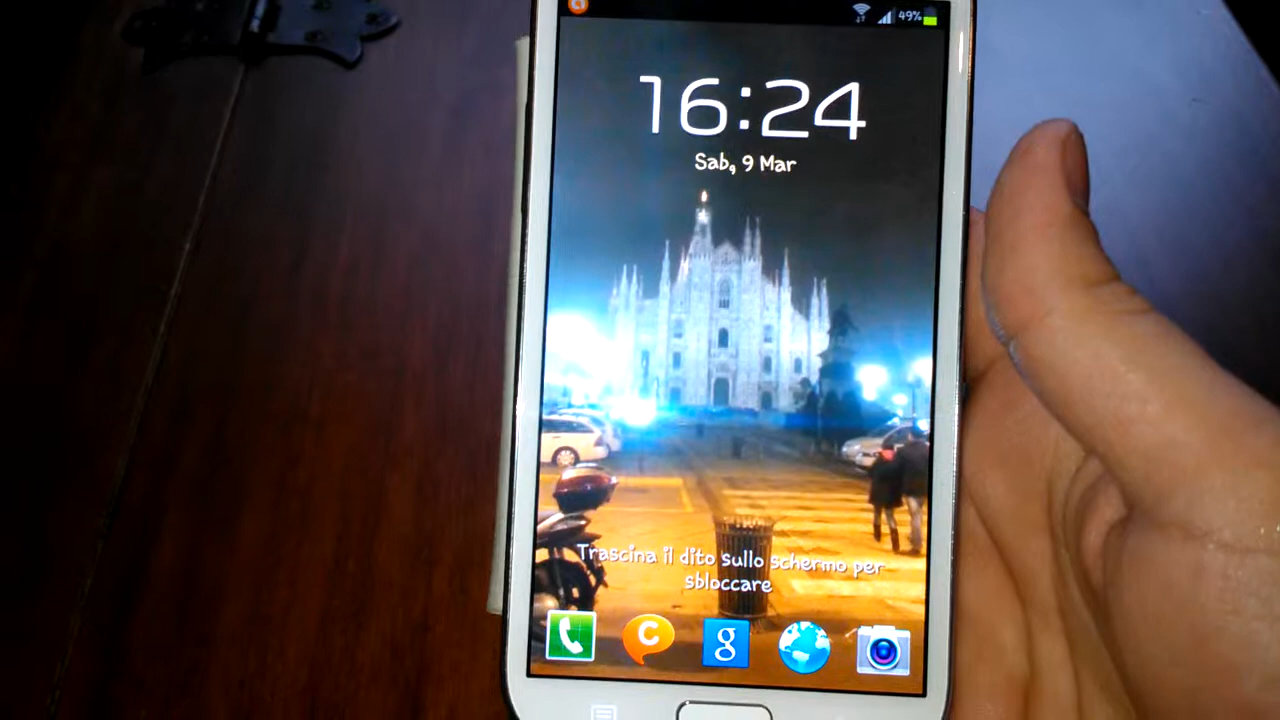 49%
16:24
Sab, 9 Mar
Trascina il dito sullo schermo per
sbloccare
C
g